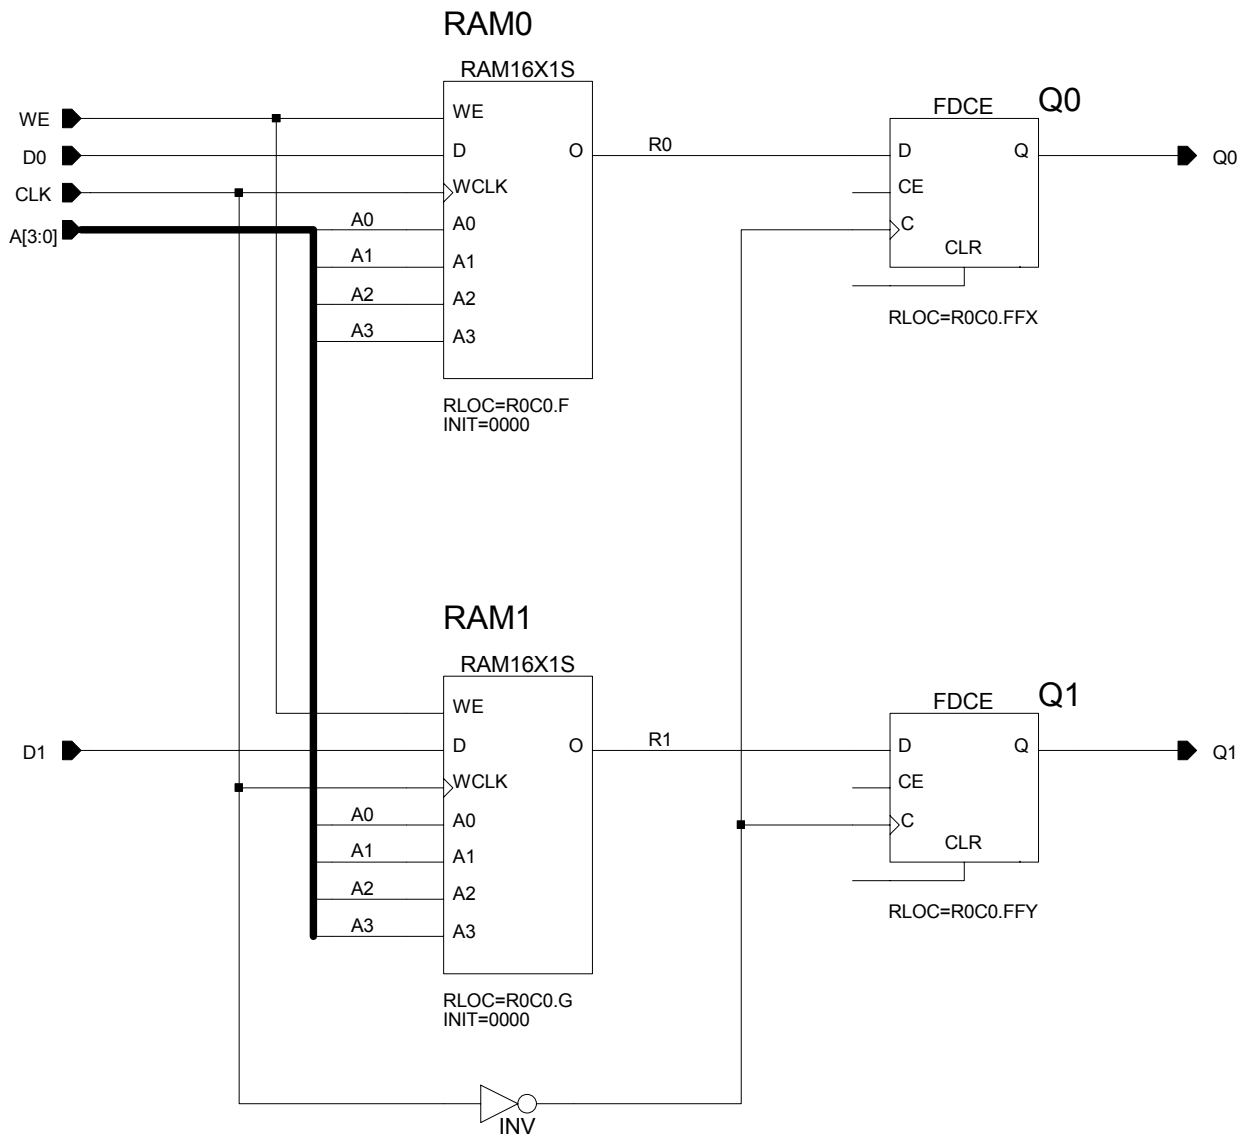 RAM0
RAM16X1S
WE
D0
CLK
A[3:0]
A0
A1
A2
A3
WE
D
WCLK
A0
A1
A2
A3
O
RLOC=R0C0.F
INIT=0000
R0
FDCE
Q0
D
CE
C
CLR
Q
RLOC=R0C0.FFX
Q0
RAM1
RAM16X1S
D1
A0
A1
A2
A3
WE
D
WCLK
A0
A1
A2
A3
O
RLOC=R0C0.G
INIT=0000
R1
FDCE
Q1
D
CE
C
CLR
Q
RLOC=R0C0.FFY
Q1
INV